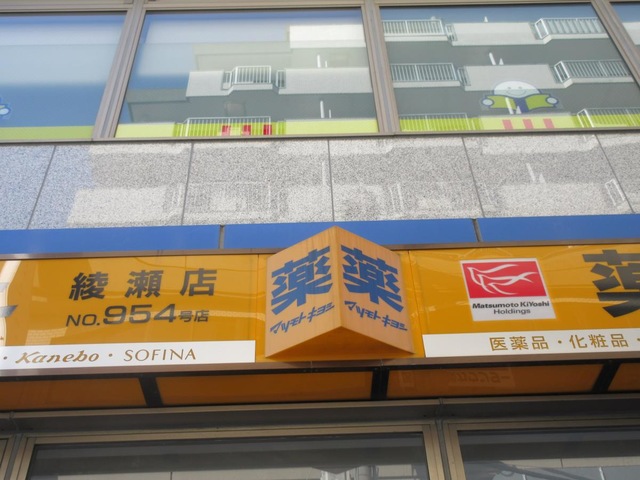 綾瀬店
NO.954号店
・Kanebo・SOFINA
薬
マツモトキヨシ
薬
マツモトキヨシ
Matsumoto KiYoshi
Holdings
薬
医薬品・化粧品・